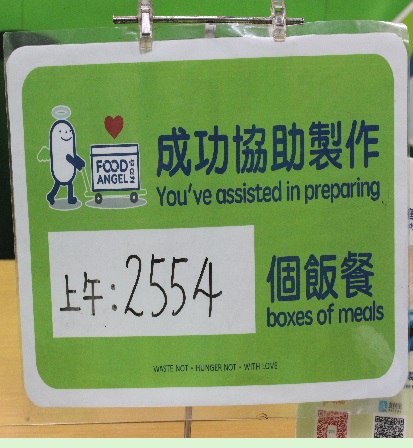 成功協助製作
FOOD
ANGEL
You've assisted in preparing
上午:2554
個飯餐
boxes of meals
WASTE NOT • HUNGER NOT • WITH LOVE